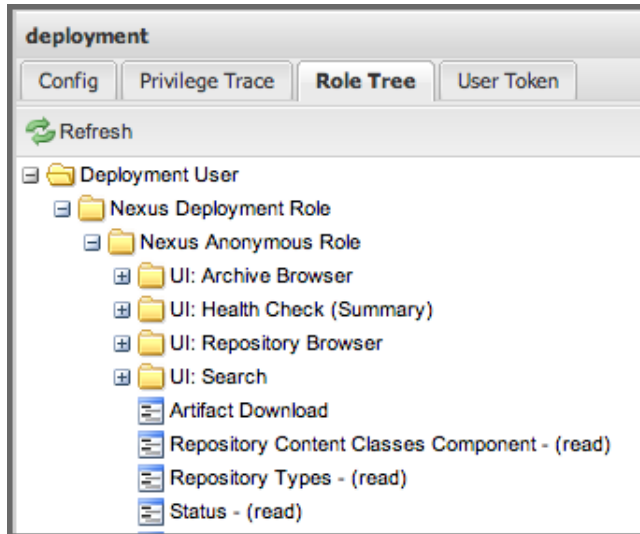 deployment
Config Privilege Trace Role Tree User Token
Refresh
Deployment User
Nexus Deployment Role
Nexus Anonymous Role
UI: Archive Browser
UI: Health Check (Summary)
UI: Repository Browser
UI: Search
Artifact Download
Repository Content Classes Component - (read)
Repository Types - (read)
Status - (read)